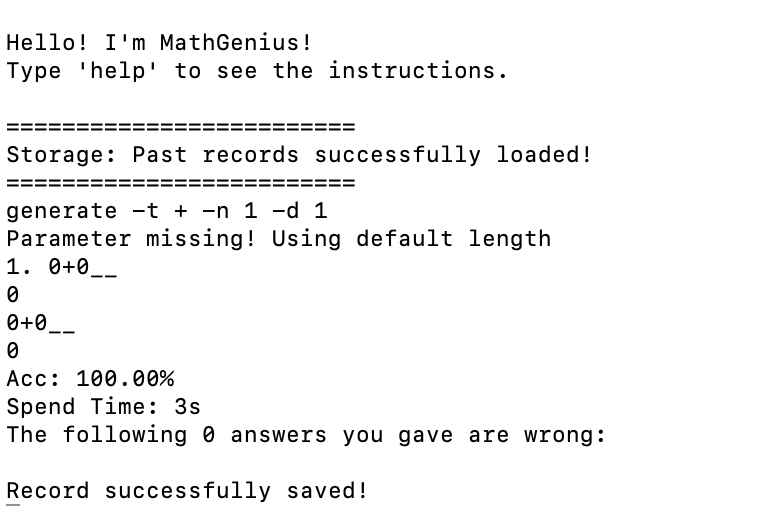 Hello! I'm MathGenius!
Type 'help' to see the instructions.
=========================
Storage: Past records successfully loaded!
=========================
generate -t + -n 1 -d 1
Parameter missing! Using default length
1. 0+0__
0
0+0__
0
Acc: 100.00%
Spend Time: 3s
The following 0 answers you gave are wrong:
Record successfully saved!